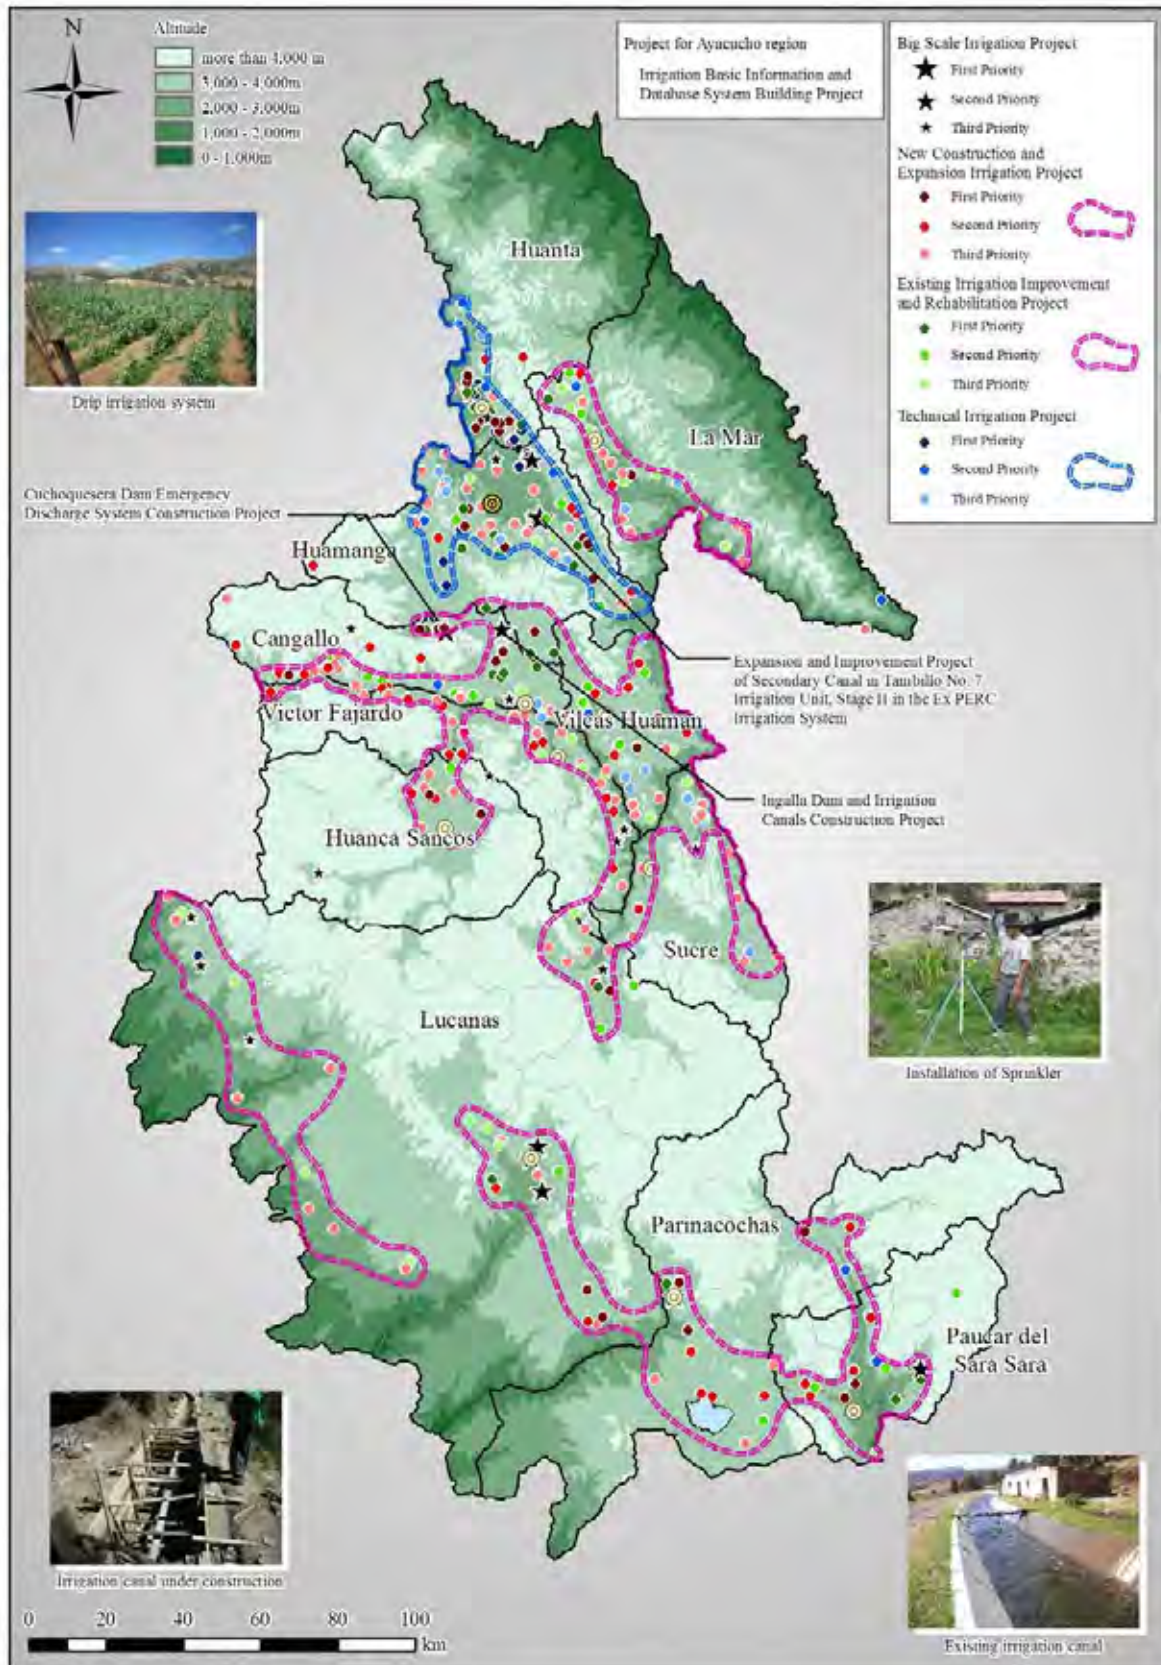 N
Altitude
more than 4,000 m
3,000 - 4,000m
2,000 - 3,000m
1,000 - 2,000m
0 - 1,000m
Project for Ayacucho region
Irrigation Basic Information and
Database System Building Project
Big Scale Irrigation Project
First Priority
Second Priority
Third Priority
New Construction and
Expansion Irrigation Project
First Priority
Second Priority
Third Priority
Existing Irrigation Improvement
and Rehabilitation Project
First Priority
Second Priority
Third Priority
Technical Irrigation Project
First Priority
Second Priority
Third Priority
Drip irrigation system
Huanta
La Mar
Cuchoquesera Dam Emergency
Discharge System Construction Project
Huamanga
Cangallo
Expansion and Improvement Project
of Secondary Canal in Tambillo No. 7
Irrigation Unit, Stage II in the Ex PERC
Irrigation System
Victor Fajardo
Vilcas Huaman
Ingalla Dam and Irrigation
Canals Construction Project
Huanca Sancos
Sucre
Lucanas
Installation of Sprinkler
Parinacochas
Paucar del
Sara Sara
Irrigation canal under construction
Existing irrigation canal
0 20 40 60 80 100
km